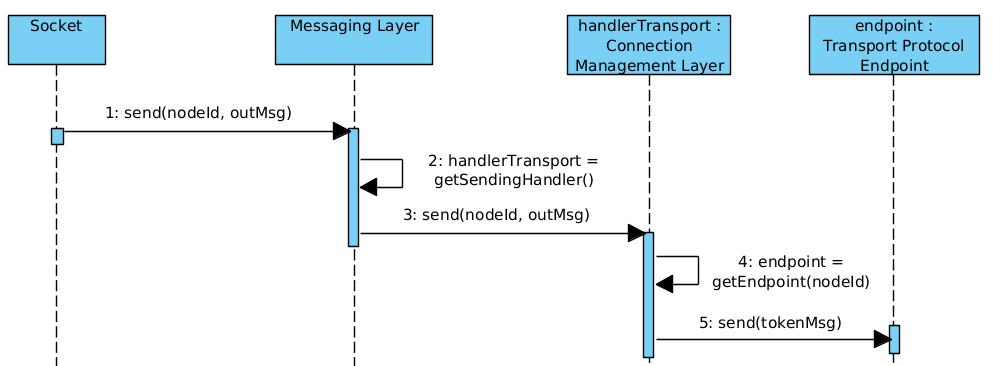 Socket
Messaging Layer
handlerTransport :
Connection
Management Layer
endpoint :
Transport Protocol
Endpoint
1: send(nodeId, outMsg)
2: handlerTransport =
getSendingHandler()
3: send(nodeId, outMsg)
4: endpoint =
getEndpoint(nodeId)
5: send(tokenMsg)